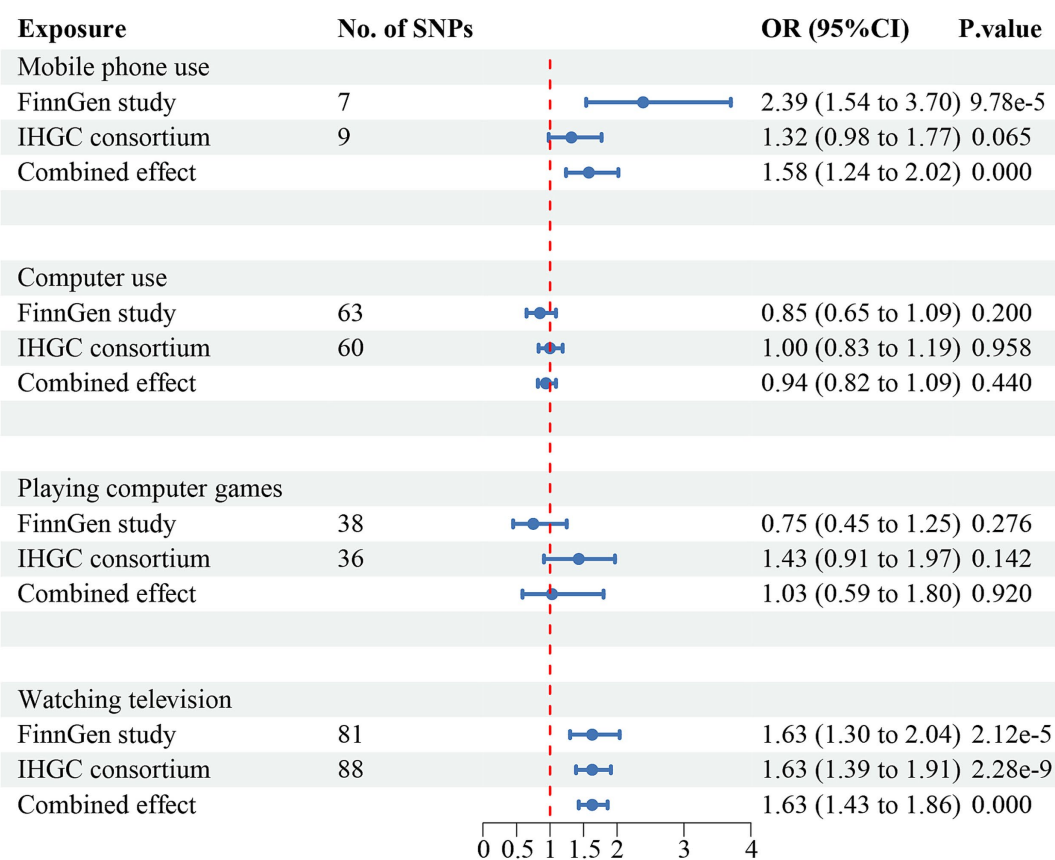 Exposure No. of SNPs OR (95%CI) P.value
Mobile phone use
FinnGen study 7 2.39 (1.54 to 3.70) 9.78e-5
IHGC consortium 9 1.32 (0.98 to 1.77) 0.065
Combined effect 1.58 (1.24 to 2.02) 0.000
Computer use
FinnGen study 63 0.85 (0.65 to 1.09) 0.200
IHGC consortium 60 1.00 (0.83 to 1.19) 0.958
Combined effect 0.94 (0.82 to 1.09) 0.440
Playing computer games
FinnGen study 38 0.75 (0.45 to 1.25) 0.276
IHGC consortium 36 1.43 (0.91 to 1.97) 0.142
Combined effect 1.03 (0.59 to 1.80) 0.920
Watching television
FinnGen study 81 1.63 (1.30 to 2.04) 2.12e-5
IHGC consortium 88 1.63 (1.39 to 1.91) 2.28e-9
Combined effect 1.63 (1.43 to 1.86) 0.000
0 0.5 1 1.5 2 3 4